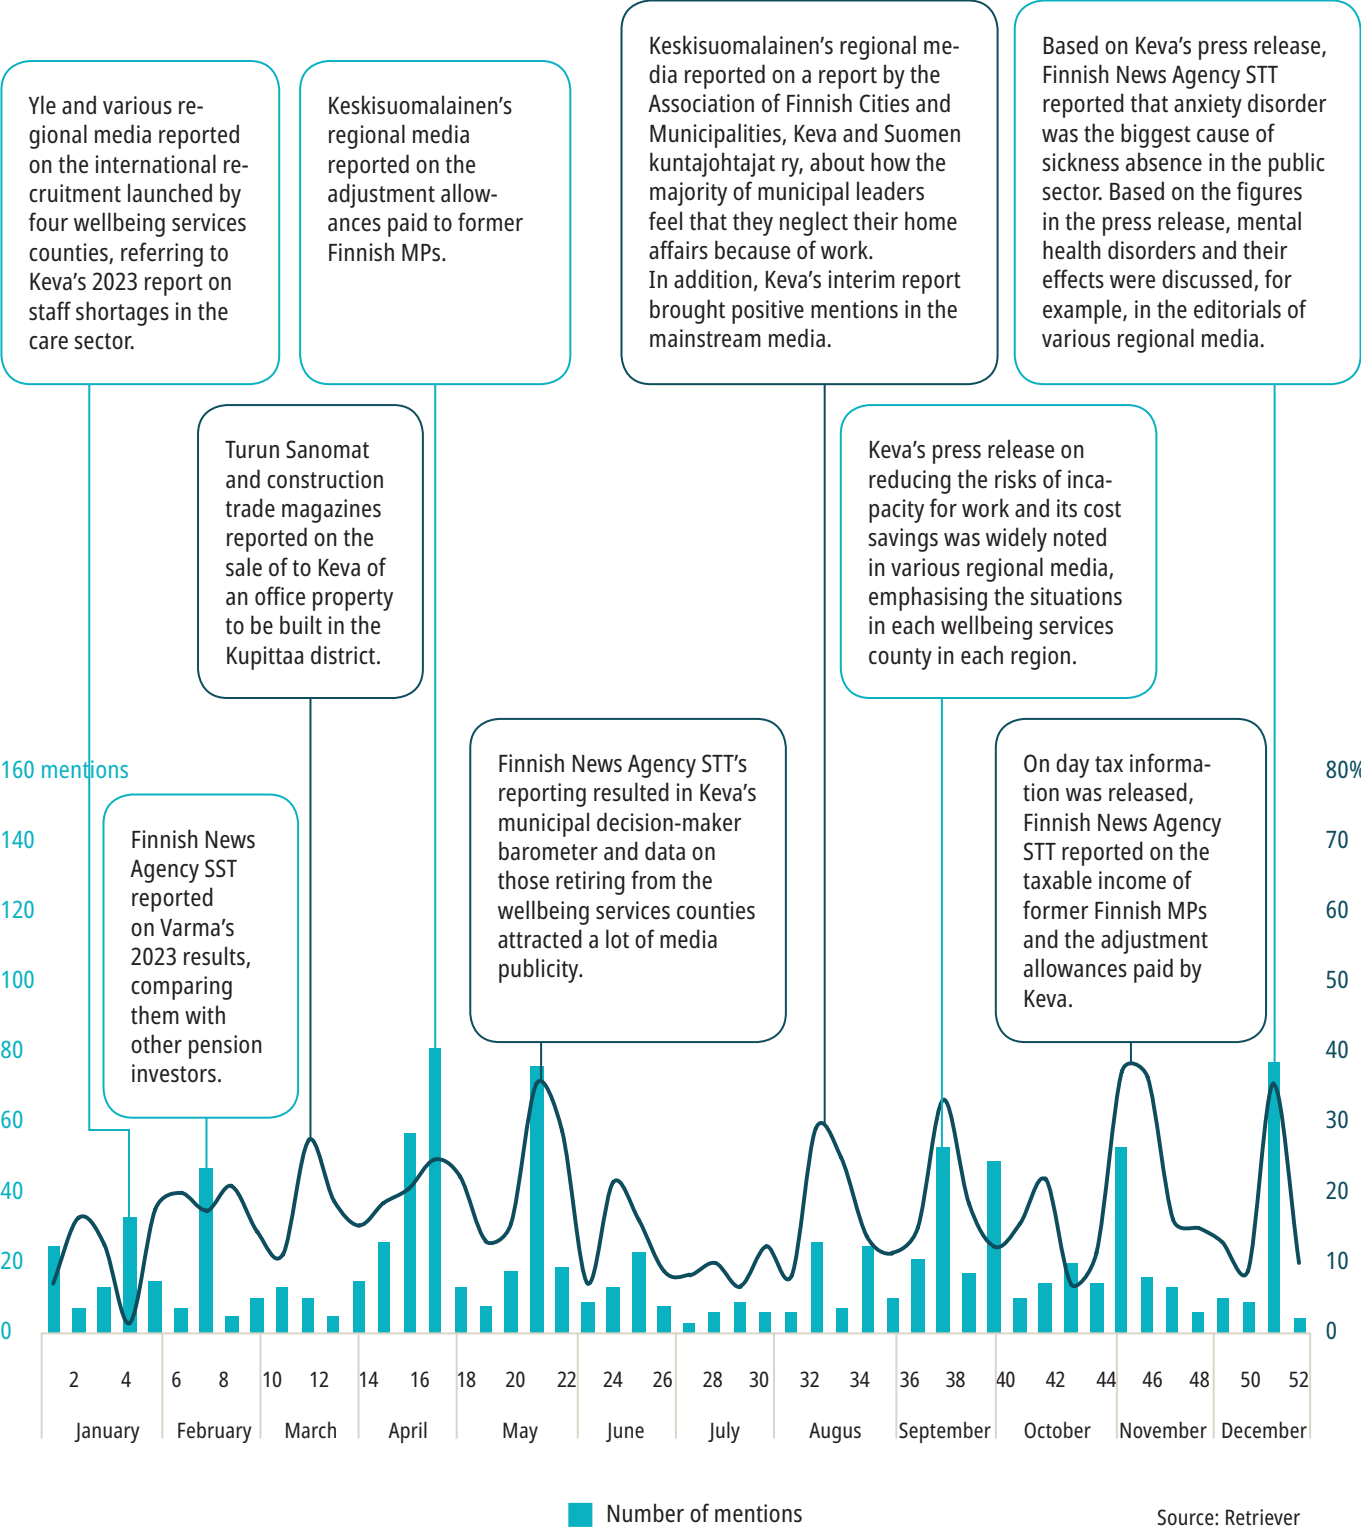 Yle and various re-
gional media reported
on the international re-
cruitment launched by
four wellbeing services
counties, referring to
Keva’s 2023 report on
staff shortages in the
care sector.
Keskisuomalainen’s
regional media
reported on the
adjustment allow-
ances paid to former
Finnish MPs.
Keskisuomalainen’s regional me-
dia reported on a report by the
Association of Finnish Cities and
Municipalities, Keva and Suomen
kuntajohtajat ry, about how the
majority of municipal leaders
feel that they neglect their home
affairs because of work.
In addition, Keva’s interim report
brought positive mentions in the
mainstream media.
Based on Keva’s press release,
Finnish News Agency STT
reported that anxiety disorder
was the biggest cause of
sickness absence in the public
sector. Based on the figures
in the press release, mental
health disorders and their
effects were discussed, for
example, in the editorials of
various regional media.
Turun Sanomat
and construction
trade magazines
reported on the
sale of to Keva of
an office property
to be built in the
Kupittaa district.
Keva’s press release on
reducing the risks of inca-
pacity for work and its cost
savings was widely noted
in various regional media,
emphasising the situations
in each wellbeing services
county in each region.
Finnish News
Agency SST
reported
on Varma’s
2023 results,
comparing
them with
other pension
investors.
Finnish News Agency STT’s
reporting resulted in Keva’s
municipal decision-maker
barometer and data on
those retiring from the
wellbeing services counties
attracted a lot of media
publicity.
On day tax informa-
tion was released,
Finnish News Agency
STT reported on the
taxable income of
former Finnish MPs
and the adjustment
allowances paid by
Keva.
160 mentions
140
120
100
80
60
40
20
0
80%
70
60
50
40
30
20
10
0
2 4 6 8 10 12 14 16 18 20 22 24 26 28 30 32 34 36 38 40 42 44 46 48 50 52
January February March April May June July Augus September October November December
Number of mentions
Source: Retriever